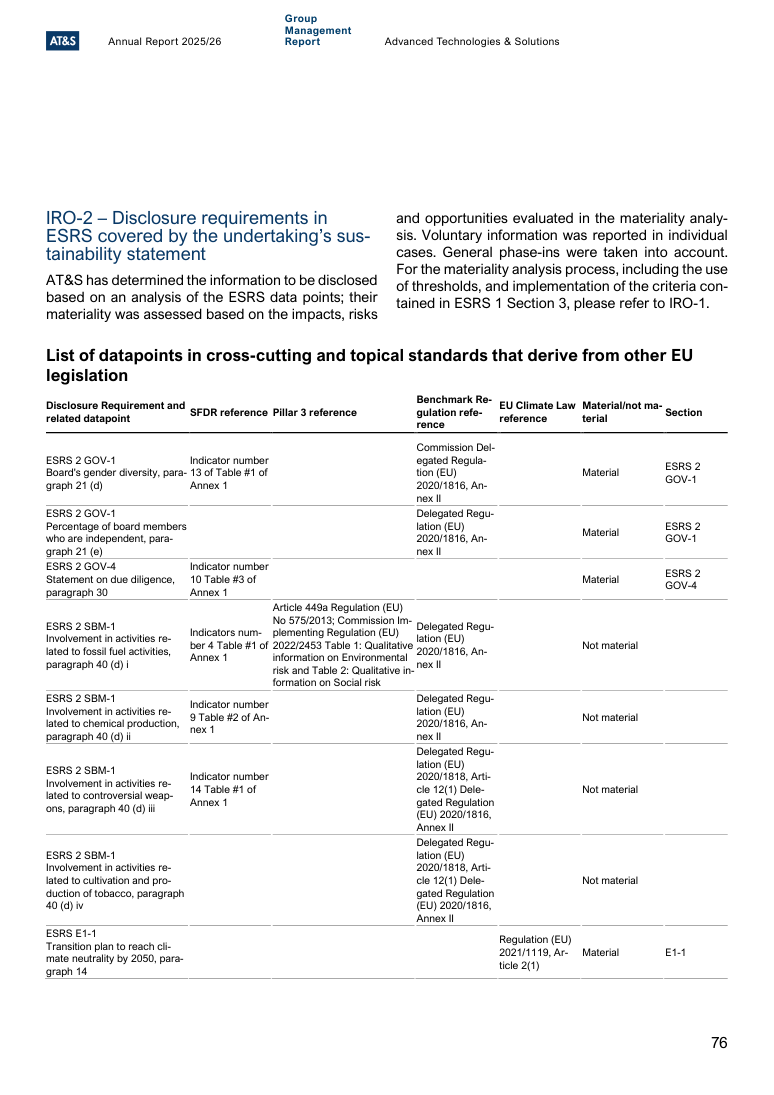 AT&S
Annual Report 2025/26
Group
Management
Report
Advanced Technologies & Solutions
IRO-2 – Disclosure requirements in
ESRS covered by the undertaking's sus-
tainability statement
AT&S has determined the information to be disclosed
based on an analysis of the ESRS data points; their
materiality was assessed based on the impacts, risks
and opportunities evaluated in the materiality analy-
sis. Voluntary information was reported in individual
cases. General phase-ins were taken into account.
For the materiality analysis process, including the use
of thresholds, and implementation of the criteria con-
tained in ESRS 1 Section 3, please refer to IRO-1.
List of datapoints in cross-cutting and topical standards that derive from other EU
legislation
Disclosure Requirement and
related datapoint
SFDR reference
Pillar 3 reference
Benchmark Re-
gulation refe-
rence
EU Climate Law
reference
Material/not ma-
terial
Section
ESRS 2 GOV-1
Board's gender diversity, para-
graph 21 (d)
Indicator number
13 of Table #1 of
Annex 1
Commission Del-
egated Regula-
tion (EU)
2020/1816, An-
nex II
Material
ESRS 2
GOV-1
ESRS 2 GOV-1
Percentage of board members
who are independent, para-
graph 21 (e)
Delegated Regu-
lation (EU)
2020/1816, An-
nex II
Material
ESRS 2
GOV-1
ESRS 2 GOV-4
Statement on due diligence,
paragraph 30
Indicator number
10 Table #3 of
Annex 1
Material
ESRS 2
GOV-4
ESRS 2 SBM-1
Involvement in activities re-
lated to fossil fuel activities,
paragraph 40 (d) i
Indicators num-
ber 4 Table #1 of
Annex 1
Article 449a Regulation (EU)
No 575/2013; Commission Im-
plementing Regulation (EU)
2022/2453 Table 1: Qualitative
information on Environmental
risk and Table 2: Qualitative in-
formation on Social risk
Delegated Regu-
lation (EU)
2020/1816, An-
nex II
Not material
ESRS 2 SBM-1
Involvement in activities re-
lated to chemical production,
paragraph 40 (d) ii
Indicator number
9 Table #2 of An-
nex 1
Delegated Regu-
lation (EU)
2020/1816, An-
nex II
Not material
ESRS 2 SBM-1
Involvement in activities re-
lated to controversial weap-
ons, paragraph 40 (d) iii
Indicator number
14 Table #1 of
Annex 1
Delegated Regu-
lation (EU)
2020/1818, Arti-
cle 12(1) Dele-
gated Regulation
(EU) 2020/1816,
Annex II
Not material
ESRS 2 SBM-1
Involvement in activities re-
lated to cultivation and pro-
duction of tobacco, paragraph
40 (d) iv
Delegated Regu-
lation (EU)
2020/1818, Arti-
cle 12(1) Dele-
gated Regulation
(EU) 2020/1816,
Annex II
Not material
ESRS E1-1
Transition plan to reach cli-
mate neutrality by 2050, para-
graph 14
Regulation (EU)
2021/1119, Ar-
ticle 2(1)
Material
E1-1
76